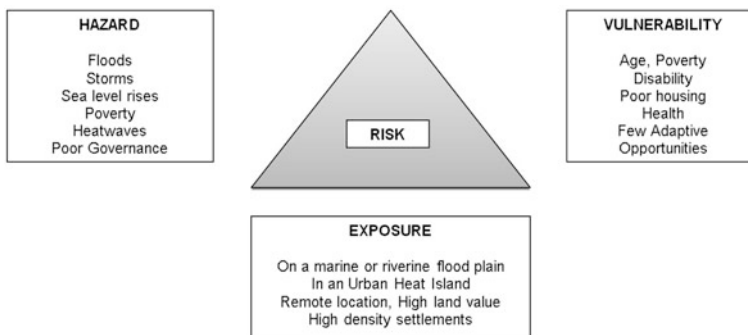 HAZARD
Floods
Storms
Sea level rises
Poverty
Heatwaves
Poor Governance
RISK
VULNERABILITY
Age, Poverty
Disability
Poor housing
Health
Few Adaptive
Opportunities
EXPOSURE
On a marine or riverine flood plain
In an Urban Heat Island
Remote location, High land value
High density settlements